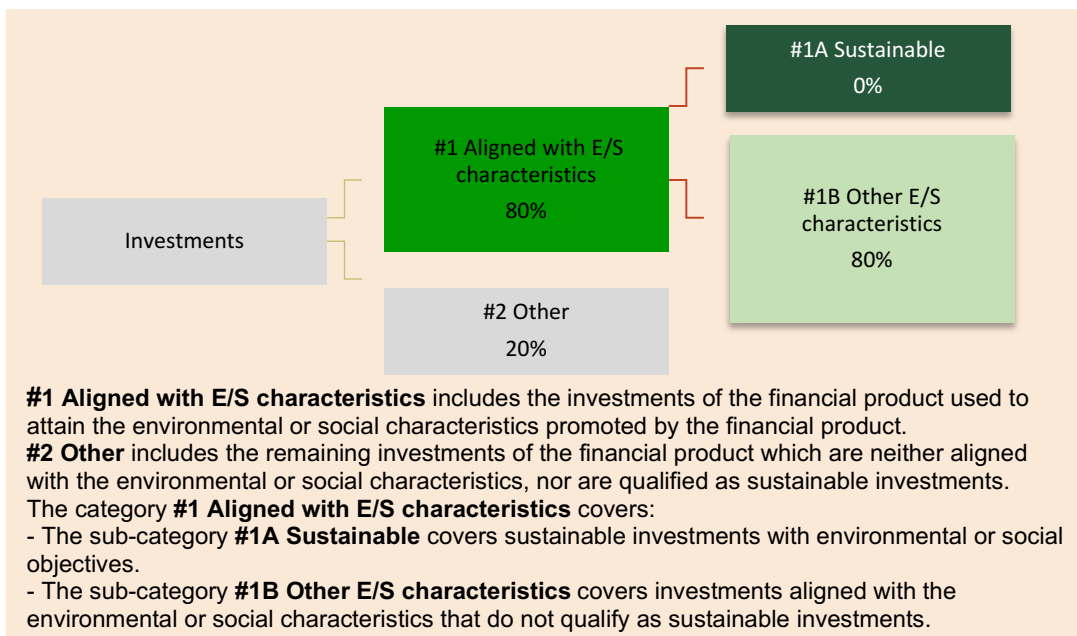 #1A Sustainable
0%
#1 Aligned with E/S
characteristics
80%
#1B Other E/S
characteristics
80%
Investments
#2 Other
20%
#1 Aligned with E/S characteristics includes the investments of the financial product used to
attain the environmental or social characteristics promoted by the financial product.
#2 Other includes the remaining investments of the financial product which are neither aligned
with the environmental or social characteristics, nor are qualified as sustainable investments.
The category #1 Aligned with E/S characteristics covers:
- The sub-category #1A Sustainable covers sustainable investments with environmental or social
objectives.
- The sub-category #1B Other E/S characteristics covers investments aligned with the
environmental or social characteristics that do not qualify as sustainable investments.